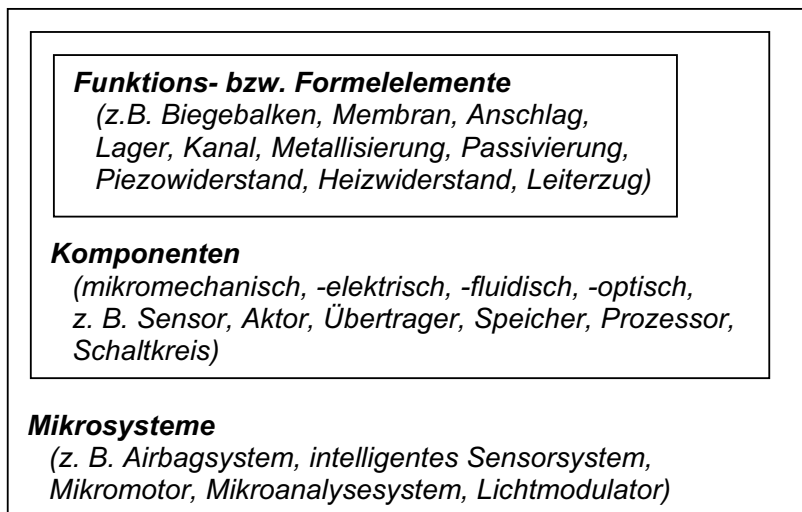 Funktions- bzw. Formelelemente
(z.B. Biegebalken, Membran, Anschlag,
Lager, Kanal, Metallisierung, Passivierung,
Piezowiderstand, Heizwiderstand, Leiterzug)
Komponenten
(mikromechanisch, -elektrisch, -fluidisch, -optisch,
z. B. Sensor, Aktor, Übertrager, Speicher, Prozessor,
Schaltkreis)
Mikrosysteme
(z. B. Airbagsystem, intelligentes Sensorsystem,
Mikromotor, Mikroanalysesystem, Lichtmodulator)